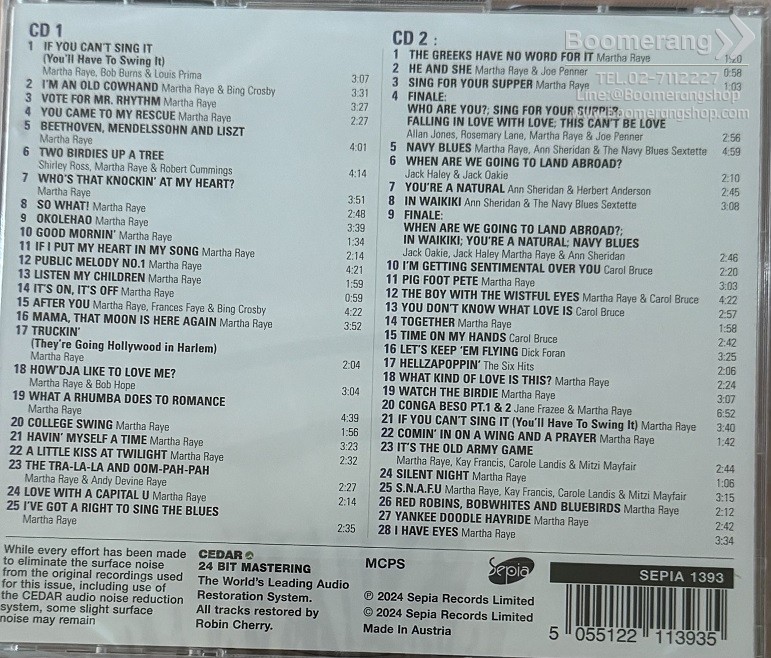 CD 1
1 IF YOU CAN'T SING IT
(You'll Have To Swing It)
Martha Raye, Bob Burns & Louis Prima 3:07
2 I'M AN OLD COWHAND Martha Raye & Bing Crosby 3:31
3 VOTE FOR MR. RHYTHM Martha Raye 3:27
4 YOU CAME TO MY RESCUE Martha Raye 2:27
5 BEETHOVEN, MENDELSSOHN AND LISZT
Martha Raye 4:01
6 TWO BIRDIES UP A TREE
Shirley Ross, Martha Raye & Robert Cummings 4:14
7 WHO'S THAT KNOCKIN' AT MY HEART?
Martha Raye 3:51
8 SO WHAT! Martha Raye 2:48
9 OKOLEHAO Martha Raye 3:39
10 GOOD MORNIN' Martha Raye 1:34
11 IF I PUT MY HEART IN MY SONG Martha Raye 2:14
12 PUBLIC MELODY NO.1 Martha Raye 4:21
13 LISTEN MY CHILDREN Martha Raye 1:59
14 IT'S ON, IT'S OFF Martha Raye 0:59
15 AFTER YOU Martha Raye, Frances Faye & Bing Crosby 4:22
16 MAMA, THAT MOON IS HERE AGAIN Martha Raye 3:52
17 TRUCKIN'
(They're Going Hollywood in Harlem)
Martha Raye 2:04
18 HOW'DJA LIKE TO LOVE ME?
Martha Raye & Bob Hope 3:04
19 WHAT A RHUMBA DOES TO ROMANCE
Martha Raye 4:39
20 COLLEGE SWING Martha Raye 1:56
21 HAVIN' MYSELF A TIME Martha Raye 3:23
22 A LITTLE KISS AT TWILIGHT Martha Raye 2:32
23 THE TRA-LA-LA AND OOM-PAH-PAH
Martha Raye & Andy Devine Raye 2:27
24 LOVE WITH A CAPITAL U Martha Raye 2:14
25 I'VE GOT A RIGHT TO SING THE BLUES
Martha Raye 2:35
CD 2 :
1 THE GREEKS HAVE NO WORD FOR IT Martha Raye
2 HE AND SHE Martha Raye & Joe Penner 0:58
3 SING FOR YOUR SUPPER Martha Raye 1:03
4 FINALE:
WHO ARE YOU?; SING FOR YOUR SUPPER;
FALLING IN LOVE WITH LOVE; THIS CAN'T BE LOVE
Allan Jones, Rosemary Lane, Martha Raye & Joe Penner 2:56
5 NAVY BLUES Martha Raye, Ann Sheridan & The Navy Blues Sextette 4:59
6 WHEN ARE WE GOING TO LAND ABROAD?
Jack Haley & Jack Oakie 2:10
7 YOU'RE A NATURAL Ann Sheridan & Herbert Anderson 2:45
8 IN WAIKIKI Ann Sheridan & The Navy Blues Sextette 3:08
9 FINALE:
WHEN ARE WE GOING TO LAND ABROAD?;
IN WAIKIKI; YOU'RE A NATURAL; NAVY BLUES
Jack Oakie, Jack Haley Martha Raye & Ann Sheridan 2:46
10 I'M GETTING SENTIMENTAL OVER YOU Carol Bruce 2:20
11 PIG FOOT PETE Martha Raye 3:03
12 THE BOY WITH THE WISTFUL EYES Martha Raye & Carol Bruce 4:22
13 YOU DON'T KNOW WHAT LOVE IS Carol Bruce 2:57
14 TOGETHER Martha Raye 1:58
15 TIME ON MY HANDS Carol Bruce 2:42
16 LET'S KEEP 'EM FLYING Dick Foran 3:25
17 HELLZAPOPPIN' The Six Hits 2:06
18 WHAT KIND OF LOVE IS THIS? Martha Raye 2:24
19 WATCH THE BIRDIE Martha Raye 3:07
20 CONGA BESO PT.1 & 2 Jane Frazee & Martha Raye 6:52
21 IF YOU CAN'T SING IT (You'll Have To Swing It) Martha Raye 3:40
22 COMIN' IN ON A WING AND A PRAYER Martha Raye 1:42
23 IT'S THE OLD ARMY GAME
Martha Raye, Kay Francis, Carole Landis & Mitzi Mayfair 2:44
24 SILENT NIGHT Martha Raye 1:06
25 S.N.A.F.U Martha Raye, Kay Francis, Carole Landis & Mitzi Mayfair 3:15
26 RED ROBINS, BOBWHITES AND BLUEBIRDS Martha Raye 2:12
27 YANKEE DOODLE HAYRIDE Martha Raye 2:42
28 I HAVE EYES Martha Raye 3:34
Boomerang
TEL.02-7112227
Line:@Boomerangshop
www.Boomerangshop.com
While every effort has been made
to eliminate the surface noise
from the original recordings used
for this issue, including use of
the CEDAR audio noise reduction
system, some slight surface
noise may remain
CEDAR
24 BIT MASTERING
The World's Leading Audio
Restoration System.
All tracks restored by
Robin Cherry.
MCPS
Sepia
℗ 2024 Sepia Records Limited
© 2024 Sepia Records Limited
Made In Austria
SEPIA 1393
5 055122 113935